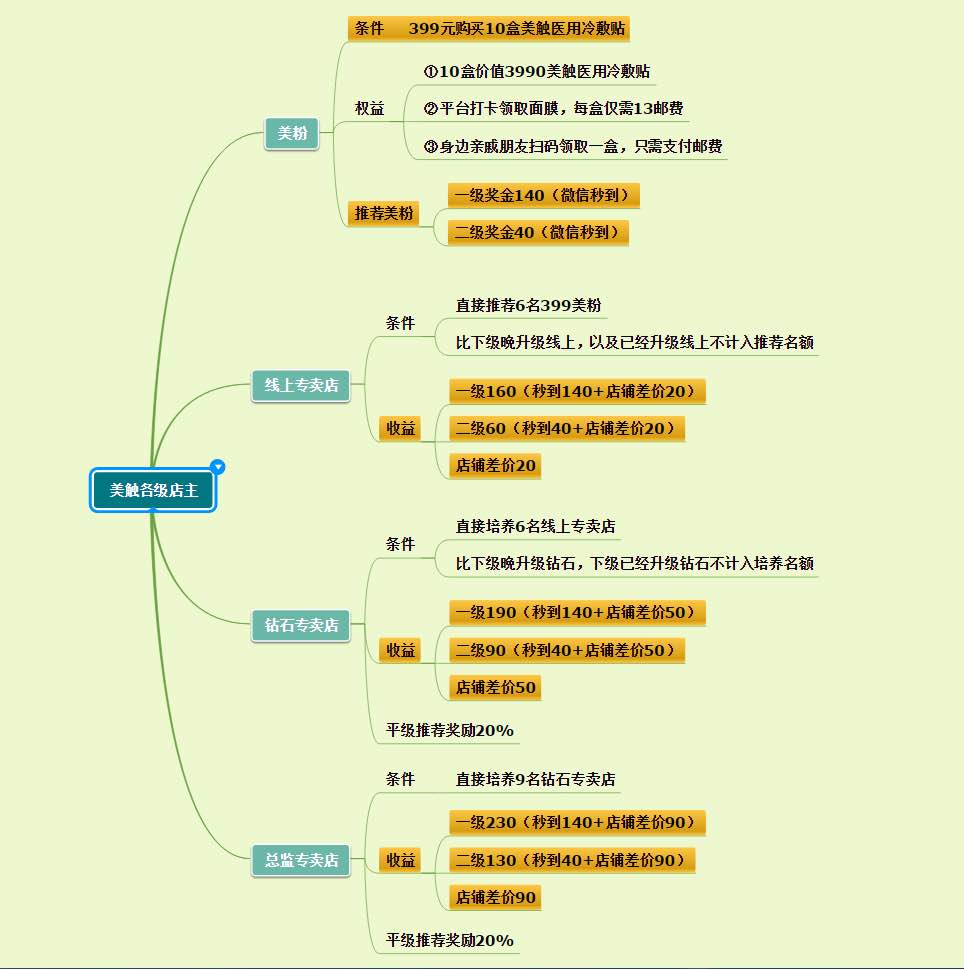 条件 399元购买10盒美触医用冷敷贴
①10盒价值3990美触医用冷敷贴
权益
②平台打卡领取面膜，每盒仅需13邮费
美粉
③身边亲戚朋友扫码领取一盒，只需支付邮费
一级奖金140（微信秒到）
推荐美粉
二级奖金40（微信秒到）
直接推荐6名399美粉
条件
比下级晚升级线上，以及已经升级线上不计入推荐名额
线上专卖店
一级160（秒到140+店铺差价20）
收益
二级60（秒到40+店铺差价20）
店铺差价20
美触各级店主
直接培养6名线上专卖店
条件
比下级晚升级钻石，下级已经升级钻石不计入培养名额
钻石专卖店
一级190（秒到140+店铺差价50）
收益
二级90（秒到40+店铺差价50）
店铺差价50
平级推荐奖励20%
条件 直接培养9名钻石专卖店
一级230（秒到140+店铺差价90）
总监专卖店
收益
二级130（秒到40+店铺差价90）
店铺差价90
平级推荐奖励20%